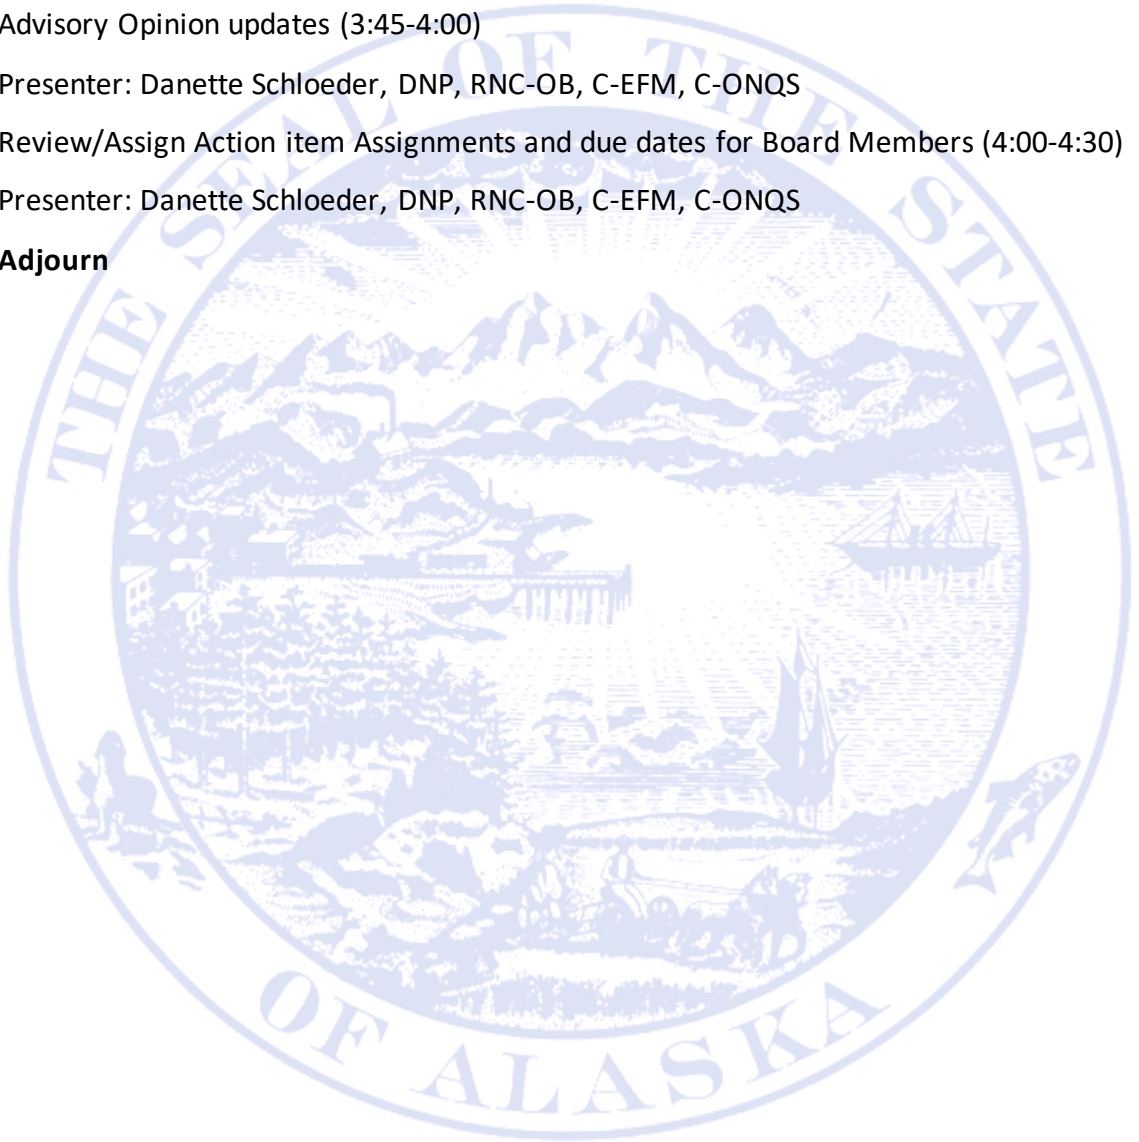 Advisory Opinion updates (3:45-4:00)
Presenter: Danette Schloeder, DNP, RNC-OB, C-EFM, C-ONQS
Review/Assign Action item Assignments and due dates for Board Members (4:00-4:30)
Presenter: Danette Schloeder, DNP, RNC-OB, C-EFM, C-ONQS
Adjourn
THE SEAL OF THE STATE
OF ALASKA